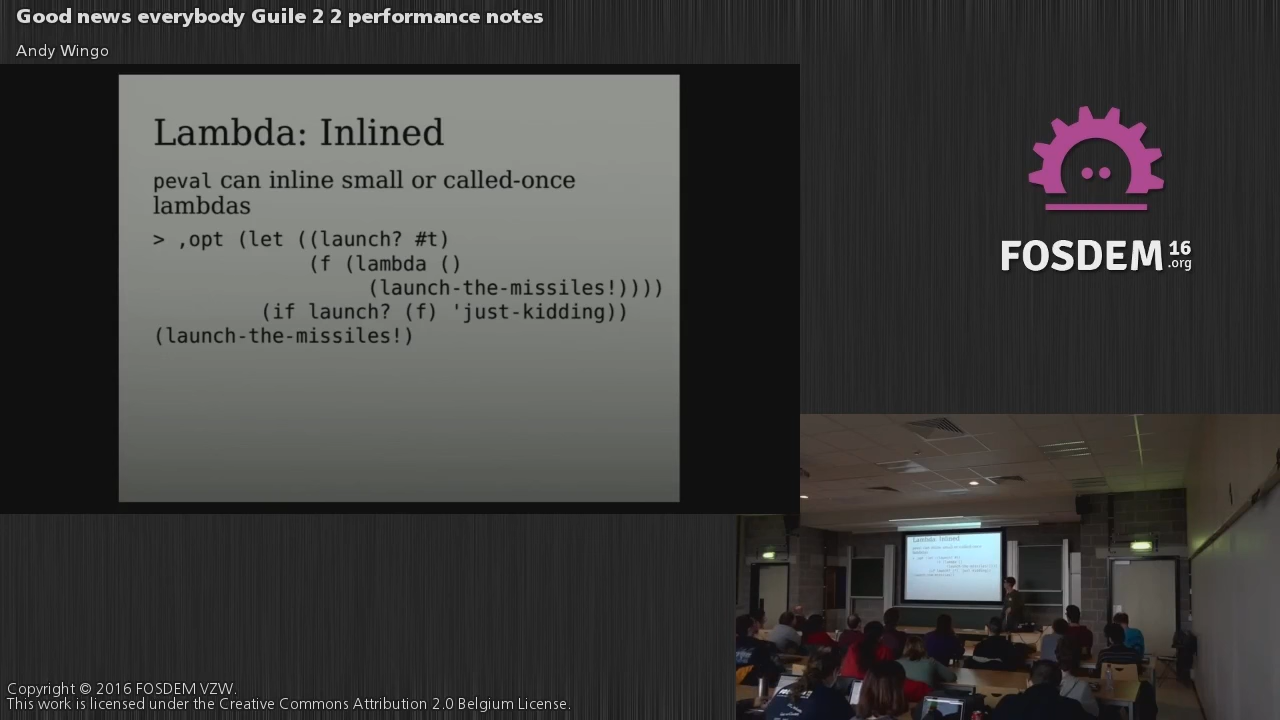 Good news everybody Guile 2 2 performance notes
Andy Wingo
Lambda: Inlined
peval can inline small or called-once
lambdas
> ,opt (let ((launch? #t)
(f (lambda ()
(launch-the-missiles!))))
(if launch? (f) 'just-kidding))
(launch-the-missiles!)
FOSDEM 16
.org
Lambda: Inlined
Copyright © 2016 FOSDEM VZW.
This work is licensed under the Creative Commons Attribution 2.0 Belgium License.